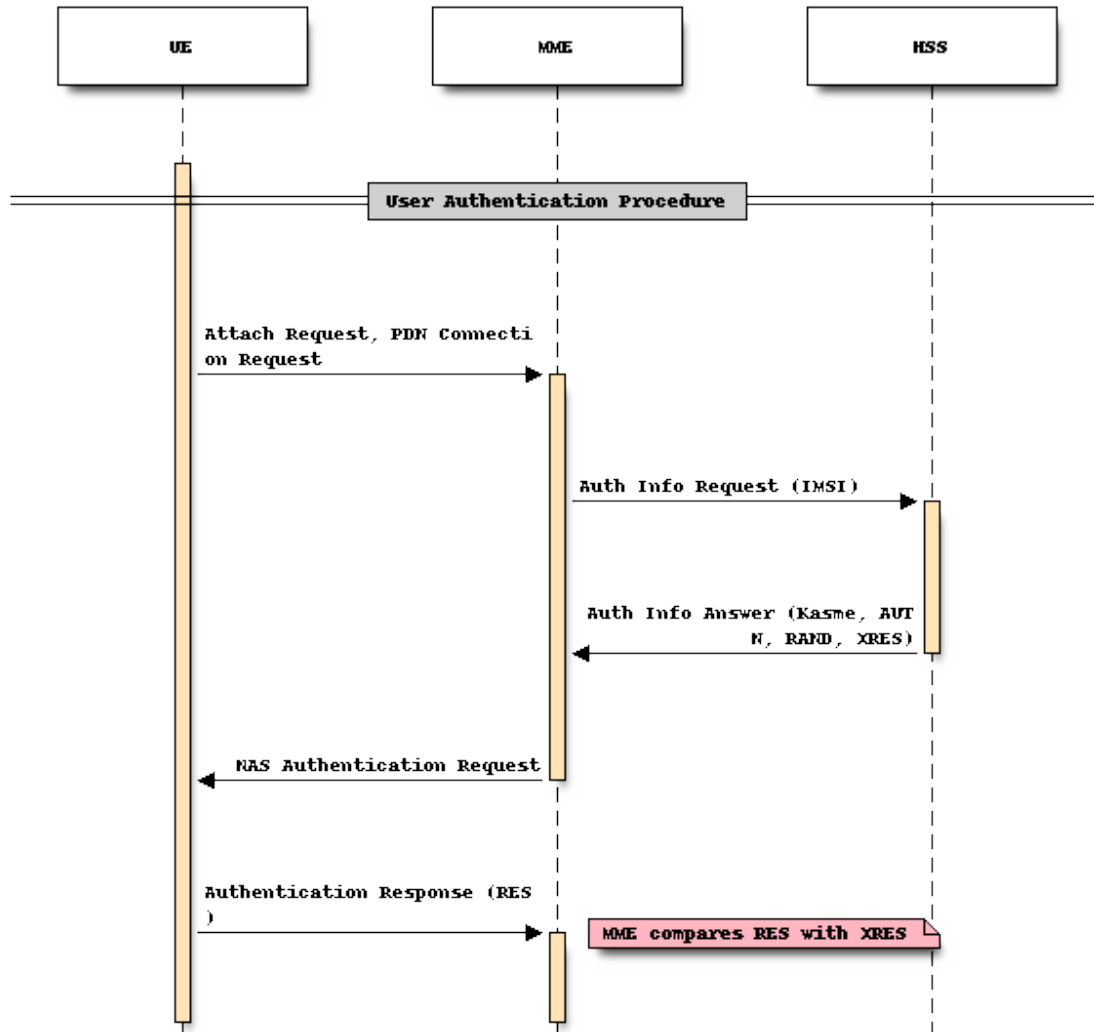 UE
MME
HSS
User Authentication Procedure
Attach Request, PDN Connecti
on Request
Auth Info Request (IMSI)
Auth Info Answer (Kasme, AUT
N, RAND, XRES)
NAS Authentication Request
Authentication Response (RES
)
MME compares RES with XRES